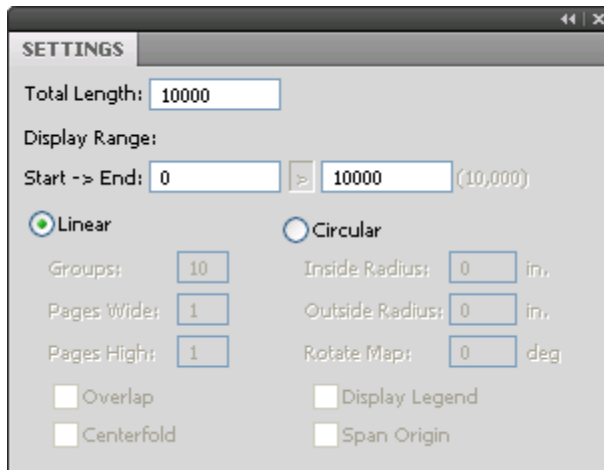 SETTINGS
Total Length: 10000
Display Range:
Start -> End: 0 > 10000 (10,000)
Linear Circular
Groups: 10 Inside Radius: 0 in.
Pages Wide: 1 Outside Radius: 0 in.
Pages High: 1 Rotate Map: 0 deg
Overlap Display Legend
Centerfold Span Origin